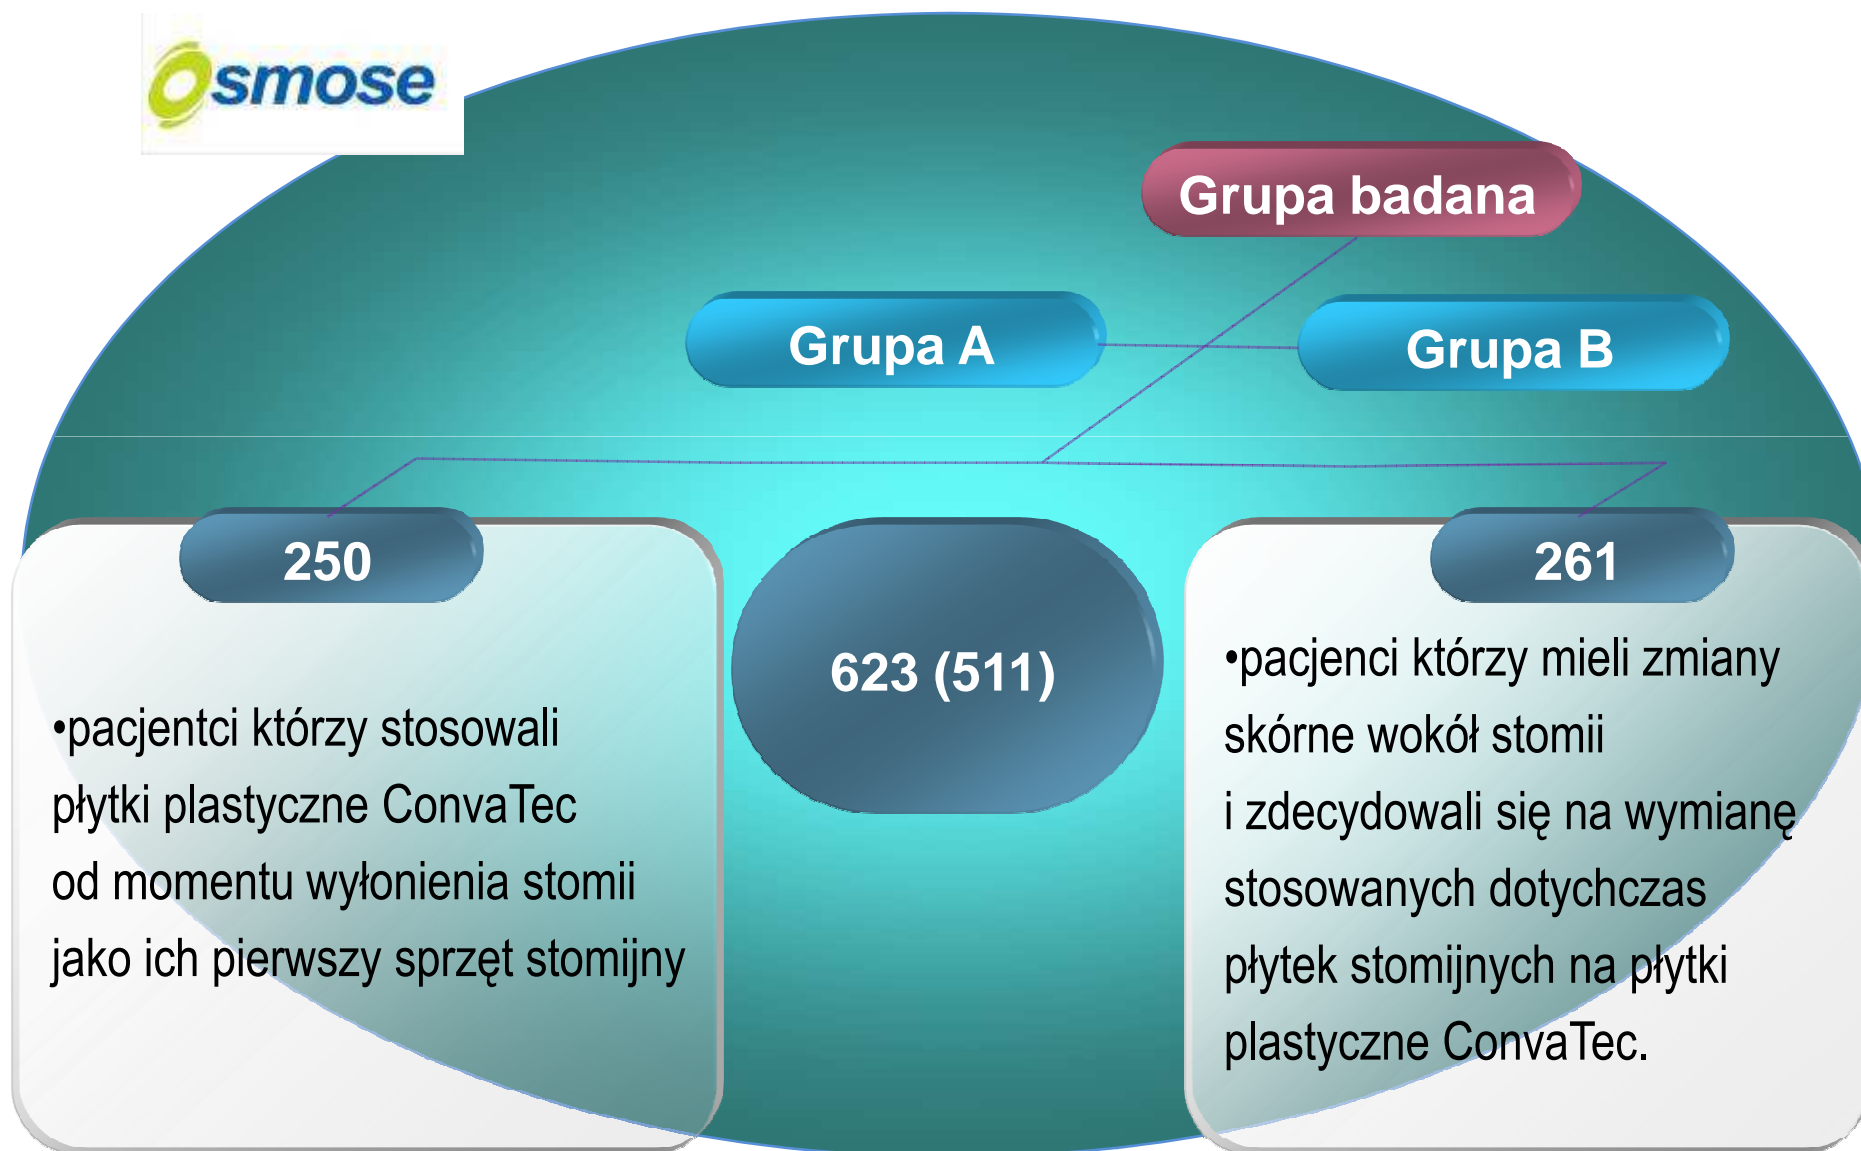 Osmose
Grupa badana
Grupa A
Grupa B
250
623 (511)
261
•pacjentci którzy stosowali
płytki plastyczne ConvaTec
od momentu wyłonienia stomii
jako ich pierwszy sprzęt stomijny
•pacjenci którzy mieli zmiany
skórne wokół stomii
i zdecydowali się na wymianę
stosowanych dotychczas
płytek stomijnych na płytki
plastyczne ConvaTec.